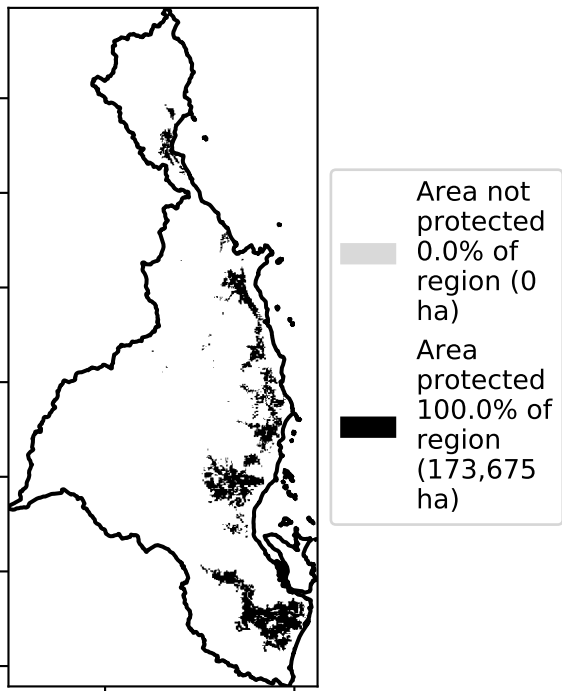 Area not
protected
0.0% of
region (0
ha)
Area
protected
100.0% of
region
(173,675
ha)